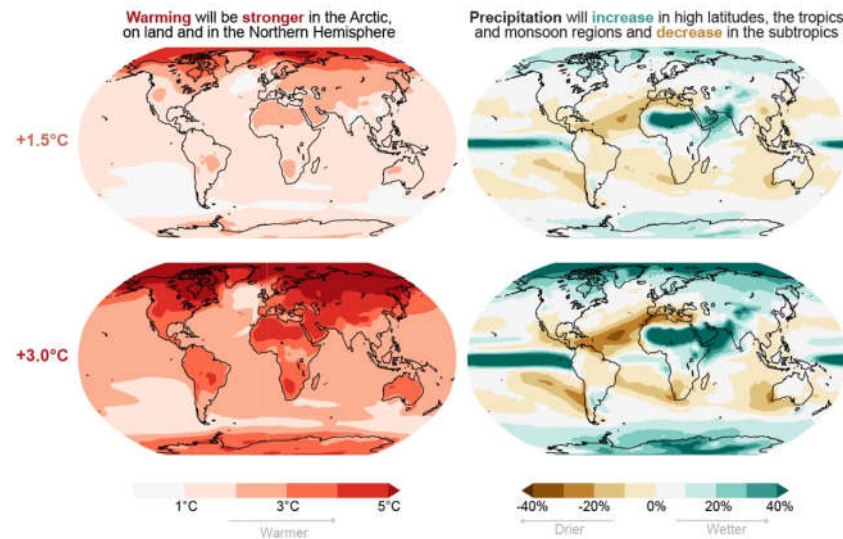 Warming will be stronger in the Arctic,
on land and in the Northern Hemisphere
Precipitation will increase in high latitudes, the tropics
and monsoon regions and decrease in the subtropics
+1.5°C
+3.0°C
1°C 3°C 5°C
Warmer
-40% -20% 0% 20% 40%
Drier Wetter